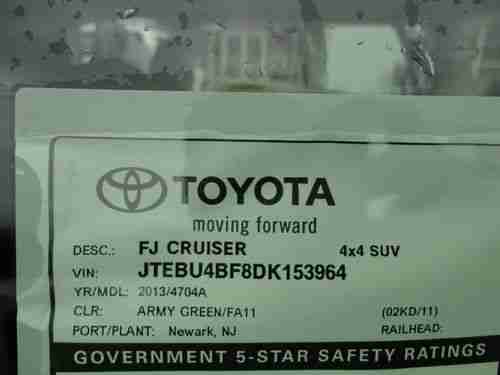 TOYOTA
moving forward
DESC.: FJ CRUISER 4x4 SUV
VIN: JTEBU4BF8DK153964
YR/MDL: 2013/4704A
CLR: ARMY GREEN/FA11 (02KD/11)
PORT/PLANT: Newark, NJ RAILHEAD:
GOVERNMENT 5-STAR SAFETY RATINGS